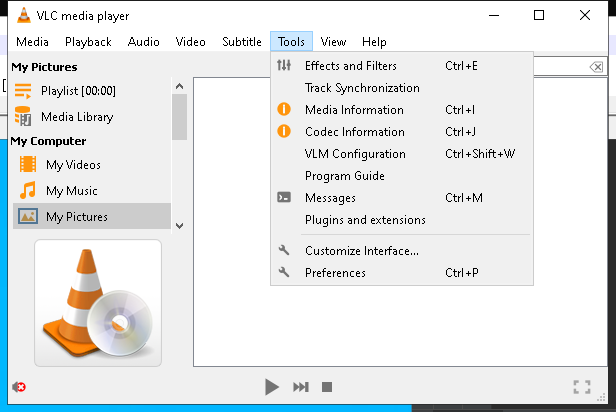 VLC media player
Media Playback Audio Video Subtitle Tools View Help
My Pictures
Playlist [00:00]
Media Library
My Computer
My Videos
My Music
My Pictures
Effects and Filters Ctrl+E
Track Synchronization
Media Information Ctrl+I
Codec Information Ctrl+J
VLM Configuration Ctrl+Shift+W
Program Guide
Messages Ctrl+M
Plugins and extensions
Customize Interface...
Preferences Ctrl+P